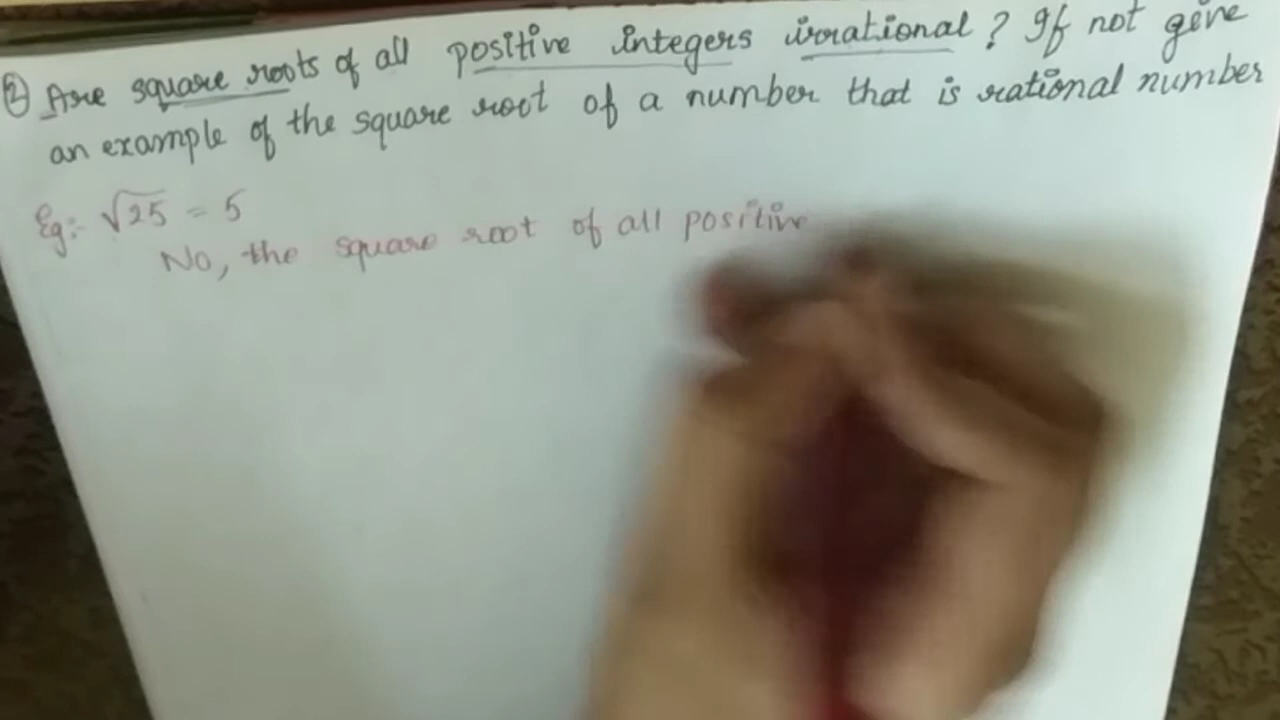 ② Are square roots of all positive integers irrational? If not give
an example of the square root of a number that is rational number
Eg:- √25 = 5
No, the square root of all positive